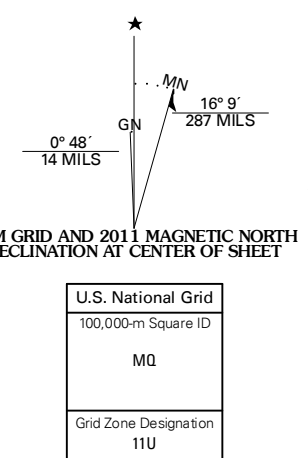 MN
GN
16° 9´
287 MILS
0° 48´
14 MILS
M GRID AND 2011 MAGNETIC NORTH
ECLINATION AT CENTER OF SHEET
U.S. National Grid
100,000-m Square ID
MQ
Grid Zone Designation
11U